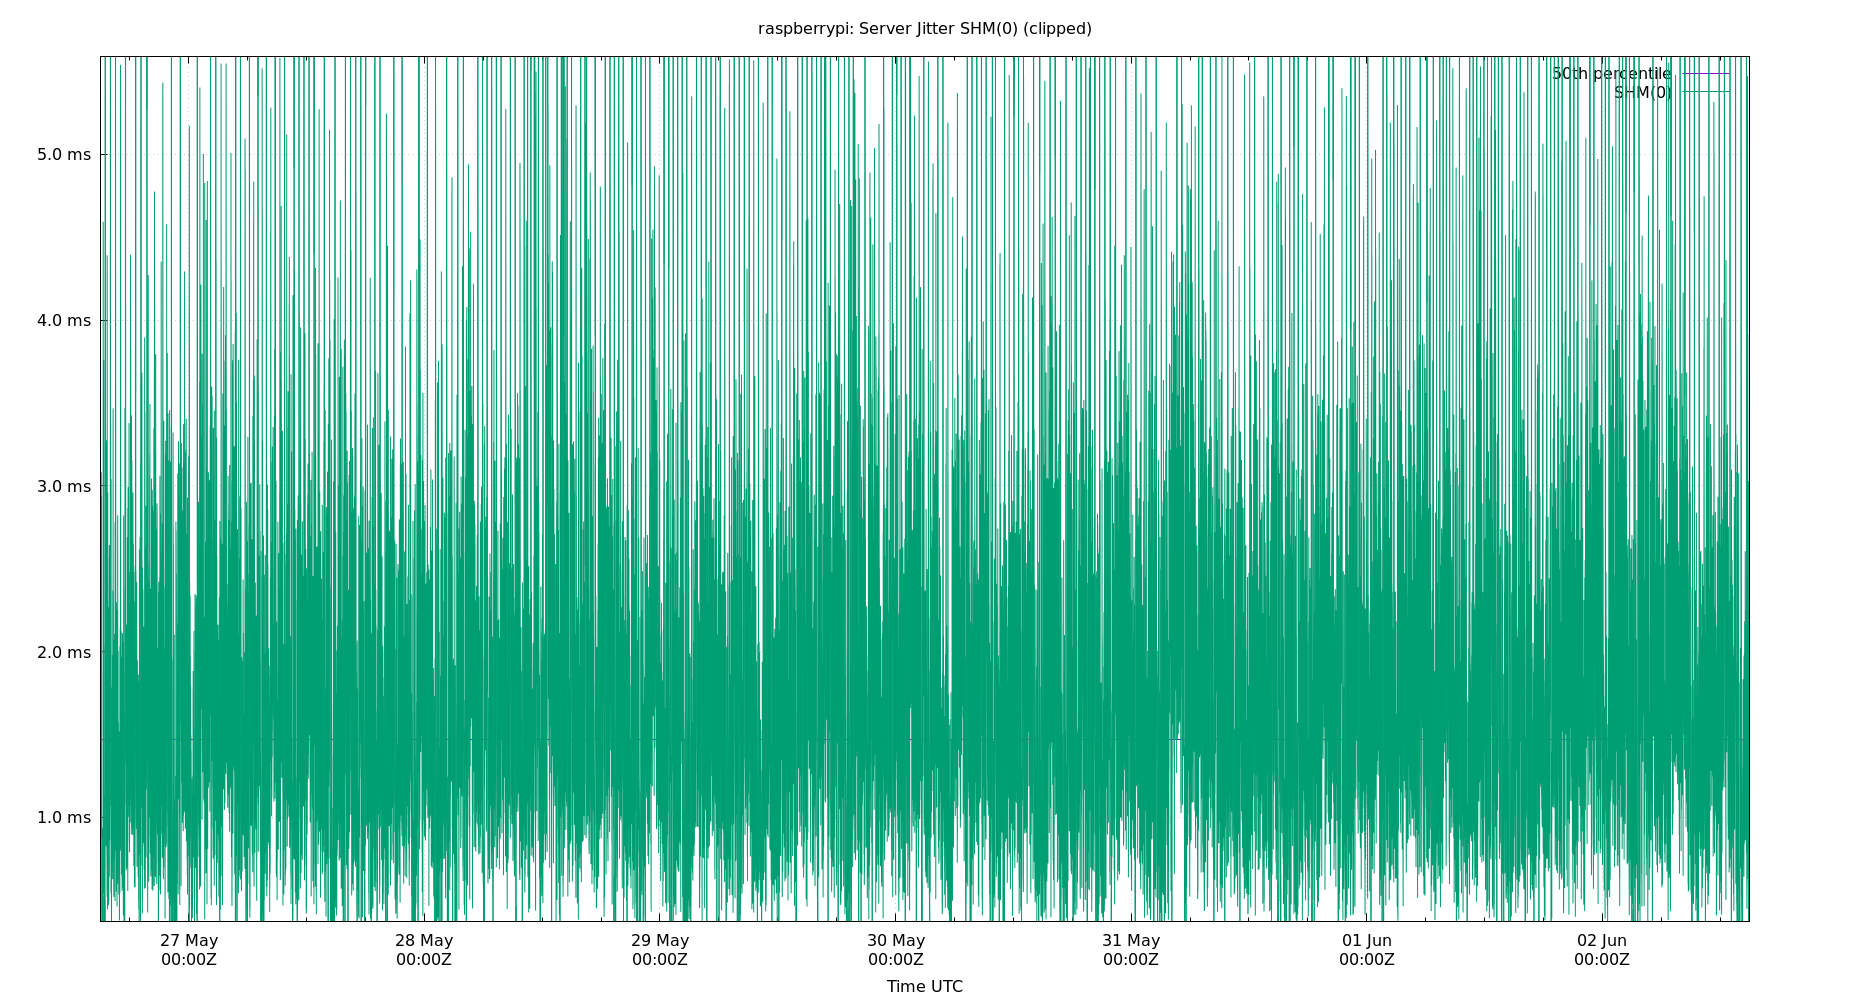 raspberrypi: Server Jitter SHM(0) (clipped)
50th percentile
SHM(0)
5.0 ms
4.0 ms
3.0 ms
2.0 ms
1.0 ms
27 May 28 May 29 May 30 May 31 May 01 Jun 02 Jun
00:00Z 00:00Z 00:00Z 00:00Z 00:00Z 00:00Z 00:00Z
Time UTC